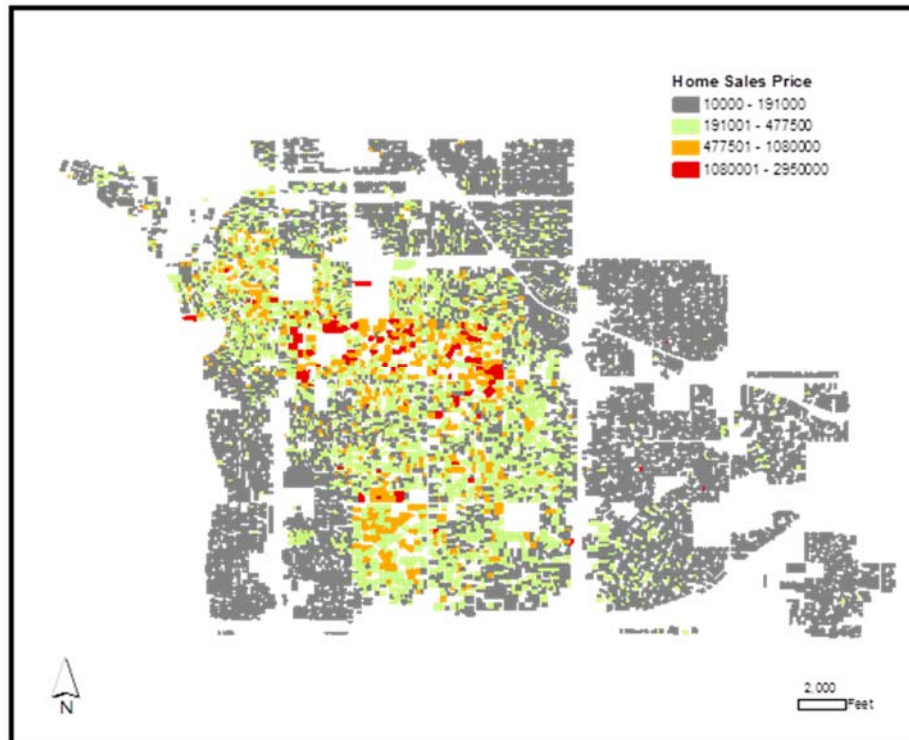 Home Sales Price
10000 - 191000
191001 - 477500
477501 - 1080000
1080001 - 2950000
N
2,000
Feet